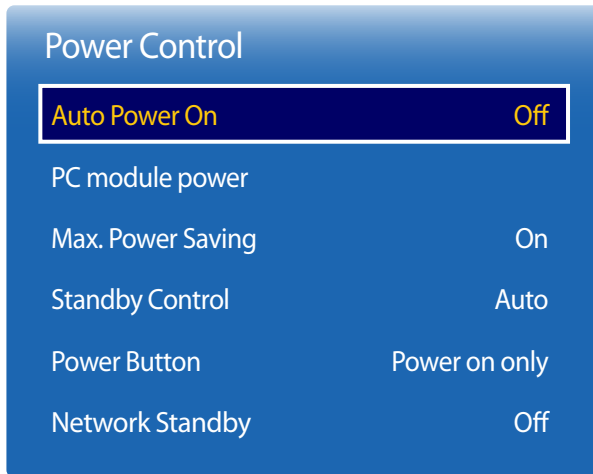 Power Control
Auto Power On Off
PC module power
Max. Power Saving On
Standby Control Auto
Power Button Power on only
Network Standby Off